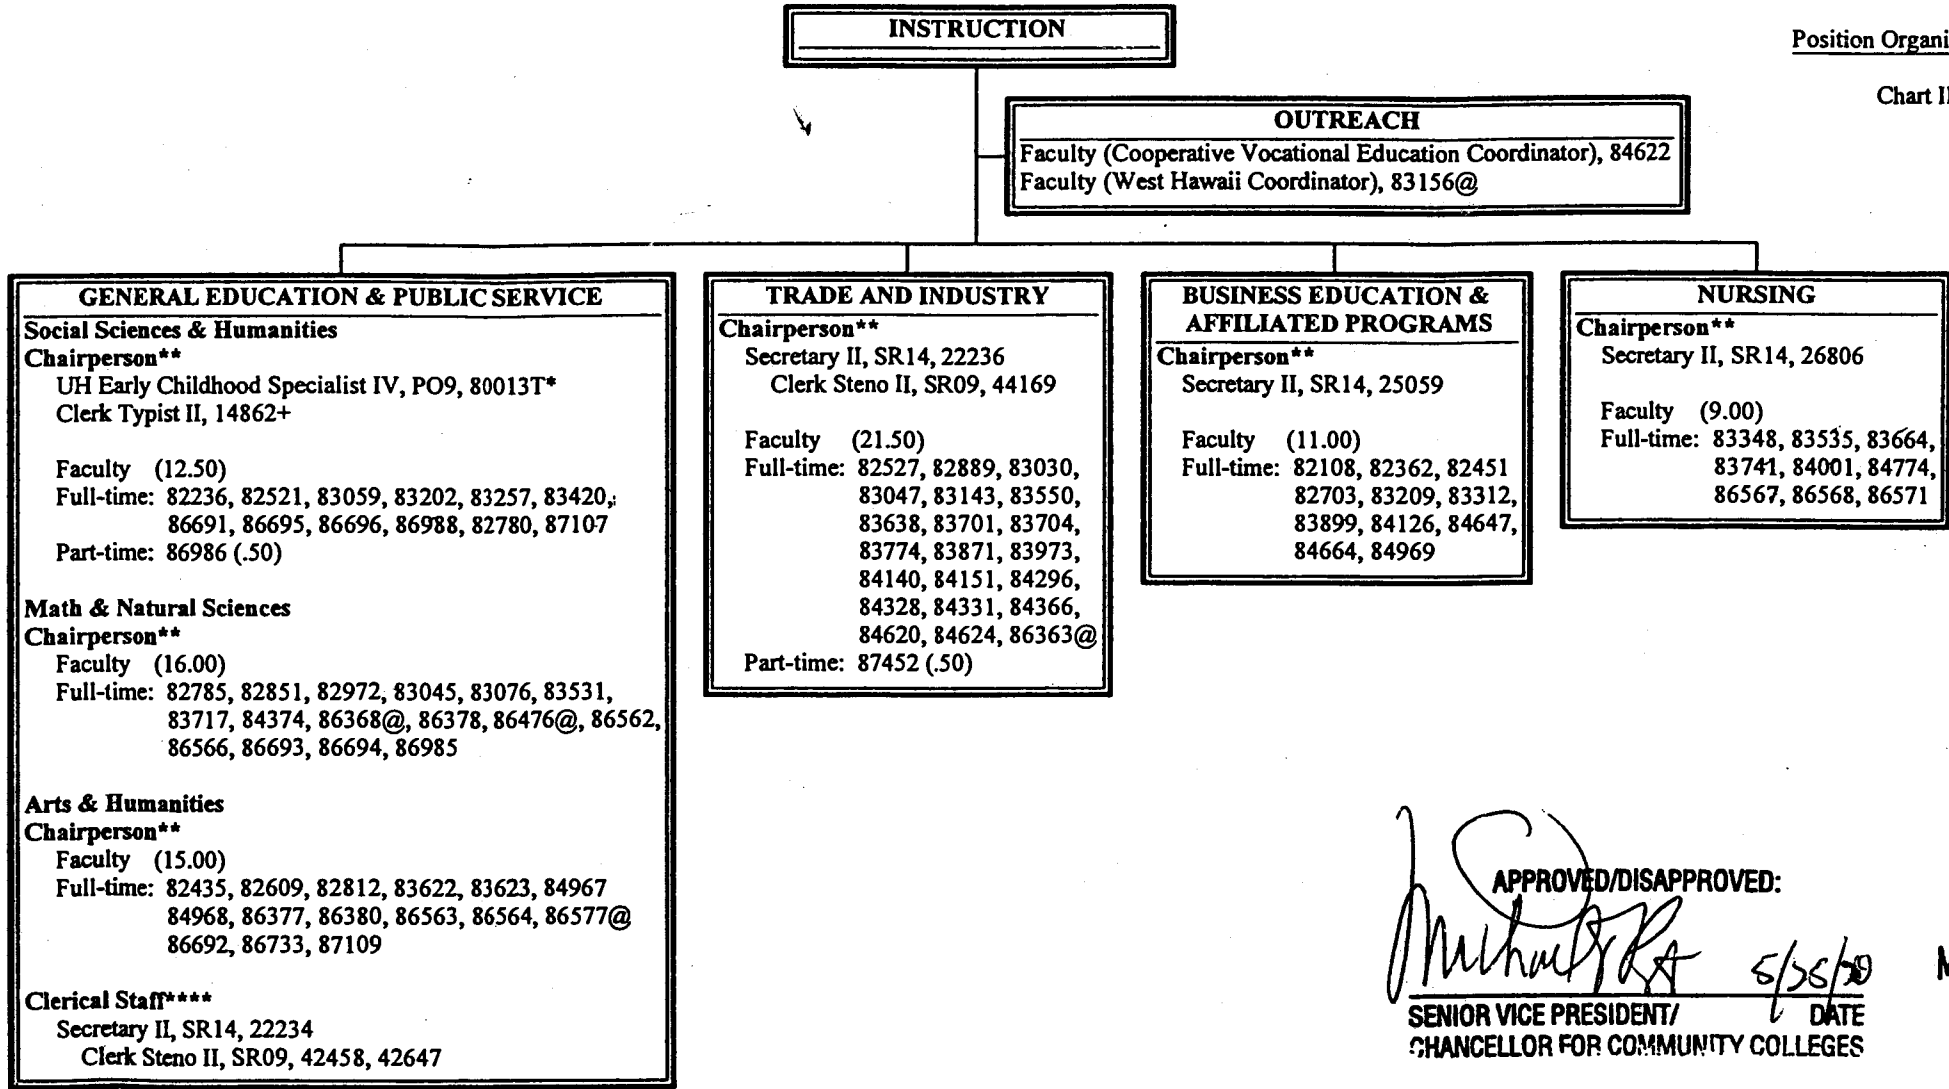 INSTRUCTION
Position Organi
Chart II
OUTREACH
Faculty (Cooperative Vocational Education Coordinator), 84622
Faculty (West Hawaii Coordinator), 83156@
GENERAL EDUCATION & PUBLIC SERVICE
Social Sciences & Humanities
Chairperson**
UH Early Childhood Specialist IV, PO9, 80013T*
Clerk Typist II, 14862+
Faculty (12.50)
Full-time: 82236, 82521, 83059, 83202, 83257, 83420,
86691, 86695, 86696, 86988, 82780, 87107
Part-time: 86986 (.50)
Math & Natural Sciences
Chairperson**
Faculty (16.00)
Full-time: 82785, 82851, 82972, 83045, 83076, 83531,
83717, 84374, 86368@, 86378, 86476@, 86562,
86566, 86693, 86694, 86985
Arts & Humanities
Chairperson**
Faculty (15.00)
Full-time: 82435, 82609, 82812, 83622, 83623, 84967
84968, 86377, 86380, 86563, 86564, 86577@
86692, 86733, 87109
Clerical Staff****
Secretary II, SR14, 22234
Clerk Steno II, SR09, 42458, 42647
TRADE AND INDUSTRY
Chairperson**
Secretary II, SR14, 22236
Clerk Steno II, SR09, 44169
Faculty (21.50)
Full-time: 82527, 82889, 83030,
83047, 83143, 83550,
83638, 83701, 83704,
83774, 83871, 83973,
84140, 84151, 84296,
84328, 84331, 84366,
84620, 84624, 86363@
Part-time: 87452 (.50)
BUSINESS EDUCATION &
AFFILIATED PROGRAMS
Chairperson**
Secretary II, SR14, 25059
Faculty (11.00)
Full-time: 82108, 82362, 82451
82703, 83209, 83312,
83899, 84126, 84647,
84664, 84969
NURSING
Chairperson**
Secretary II, SR14, 26806
Faculty (9.00)
Full-time: 83348, 83535, 83664,
83741, 84001, 84774,
86567, 86568, 86571
APPROVED/DISAPPROVED:
SENIOR VICE PRESIDENT/ DATE
CHANCELLOR FOR COMMUNITY COLLEGES